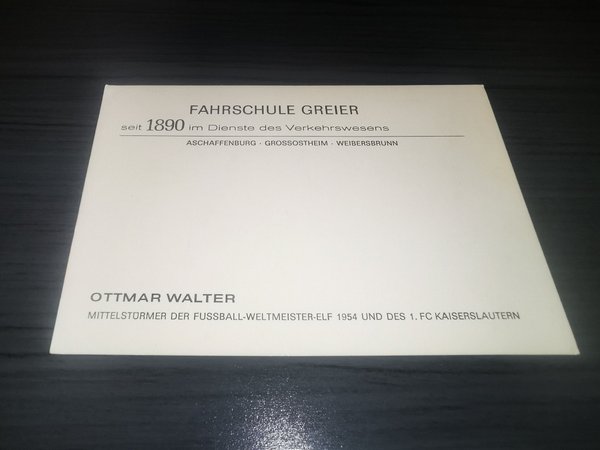 FAHRSCHULE GREIER
seit 1890 im Dienste des Verkehrswesens
ASCHAFFENBURG · GROSSOSTHEIM · WEIBERSBRUNN
OTTMAR WALTER
MITTELSTÜRMER DER FUSSBALL-WELTMEISTER-ELF 1954 UND DES 1. FC KAISERSLAUTERN